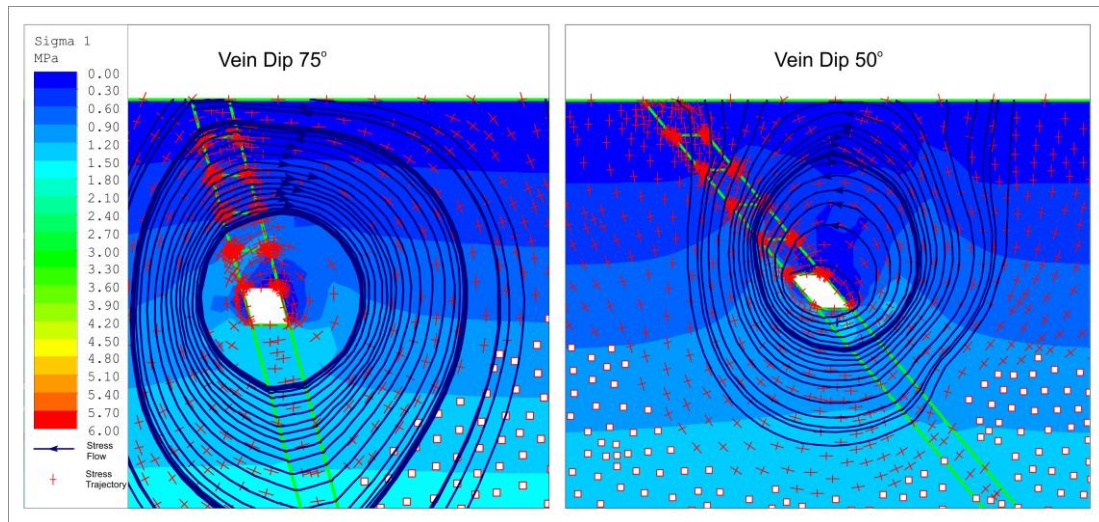 Sigma 1
MPa
0.00
0.30
0.60
0.90
1.20
1.50
1.80
2.10
2.40
2.70
3.00
3.30
3.60
3.90
4.20
4.50
4.80
5.10
5.40
5.70
6.00
Stress
Flow
Stress
Trajectory
Vein Dip 75°
Vein Dip 50°